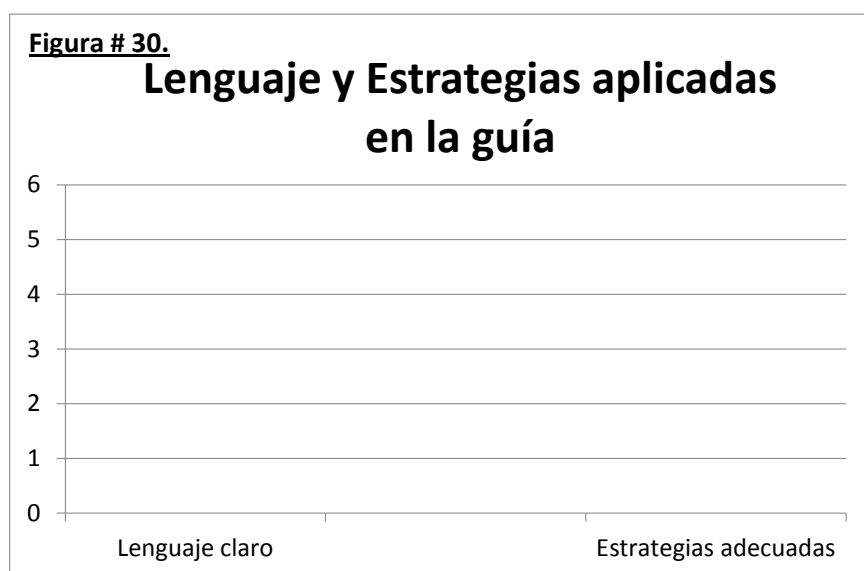 Figura # 30.
Lenguaje y Estrategias aplicadas
en la guía
6
5
4
3
2
1
0
Lenguaje claro Estrategias adecuadas